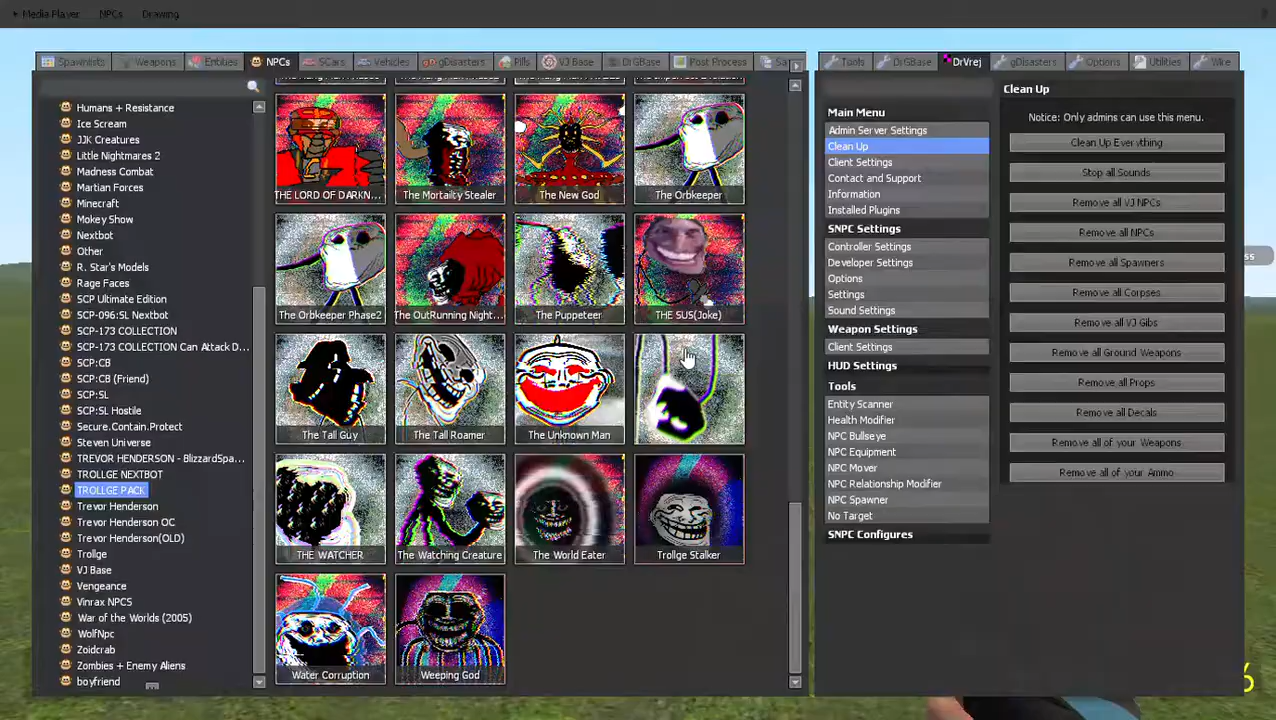 Media Player NPCs Drawing
Spawnlists Weapons Entities NPCs SCars Vehicles gDisasters Pills VJ Base DrGBase Post Process
Tools DrGBase DrVrej gDisasters Options Utilities Wire
Humans + Resistance
Ice Scream
JJK Creatures
Little Nightmares 2
Madness Combat
Martian Forces
Minecraft
Mokey Show
Nextbot
Other
R. Star's Models
Rage Faces
SCP Ultimate Edition
SCP-096:SL Nextbot
SCP-173 COLLECTION
SCP-173 COLLECTION Can Attack D...
SCP:CB
SCP:CB (Friend)
SCP:SL
SCP:SL Hostile
Secure.Contain.Protect
Steven Universe
TREVOR HENDERSON - BlizzardSpa...
TROLLGE NEXTBOT
TROLLGE PACK
Trevor Henderson
Trevor Henderson OC
Trevor Henderson(OLD)
Trollge
VJ Base
Vengeance
Vinrax NPCS
War of the Worlds (2005)
WolfNpc
Zoidcrab
Zombies + Enemy Aliens
boyfriend
THE LORD OF DARKN... The Mortality Stealer The New God The Orbkeeper
The Orbkeeper Phase2 The OutRunning Night... The Puppeteer THE SUS(Joke)
The Tall Guy The Tall Roamer The Unknown Man
THE WATCHER The Watching Creature The World Eater Trollge Stalker
Water Corruption Weeping God
Main Menu
Admin Server Settings
Clean Up
Client Settings
Contact and Support
Information
Installed Plugins
SNPC Settings
Controller Settings
Developer Settings
Options
Settings
Sound Settings
Weapon Settings
Client Settings
HUD Settings
Tools
Entity Scanner
Health Modifier
NPC Bullseye
NPC Equipment
NPC Mover
NPC Relationship Modifier
NPC Spawner
No Target
SNPC Configures
Clean Up
Notice: Only admins can use this menu.
Clean Up Everything
Stop all Sounds
Remove all VJ NPCs
Remove all NPCs
Remove all Spawners
Remove all Corpses
Remove all VJ Gibs
Remove all Ground Weapons
Remove all Props
Remove all Decals
Remove all of your Weapons
Remove all of your Ammo
ss
6